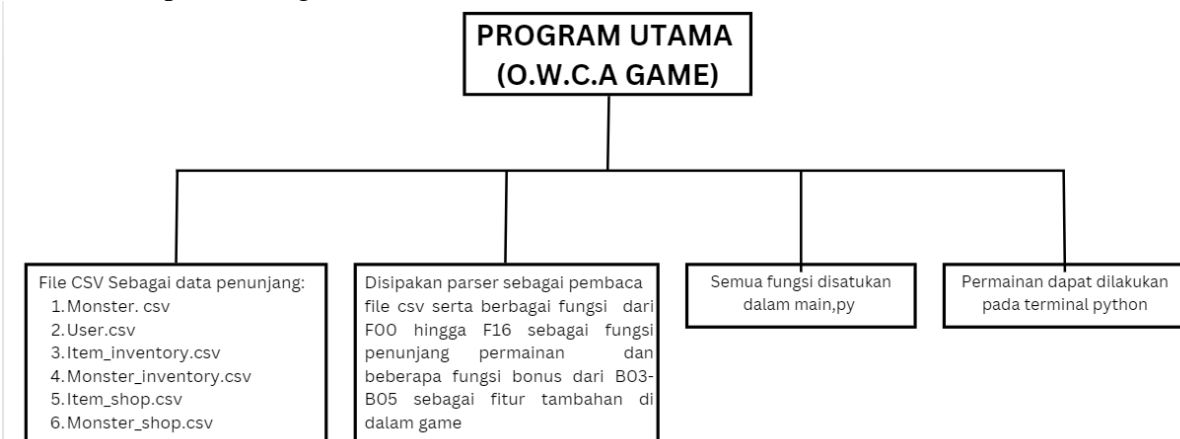 PROGRAM UTAMA
(O.W.C.A GAME)
File CSV Sebagai data penunjang:
1.Monster. csv
2.User.csv
3.Item_inventory.csv
4.Monster_inventory.csv
5.Item_shop.csv
6.Monster_shop.csv
Disipakan parser sebagai pembaca
file csv serta berbagai fungsi dari
F00 hingga F16 sebagai fungsi
penunjang permainan dan
beberapa fungsi bonus dari B03-
B05 sebagai fitur tambahan di
dalam game
Semua fungsi disatukan
dalam main,py
Permainan dapat dilakukan
pada terminal python